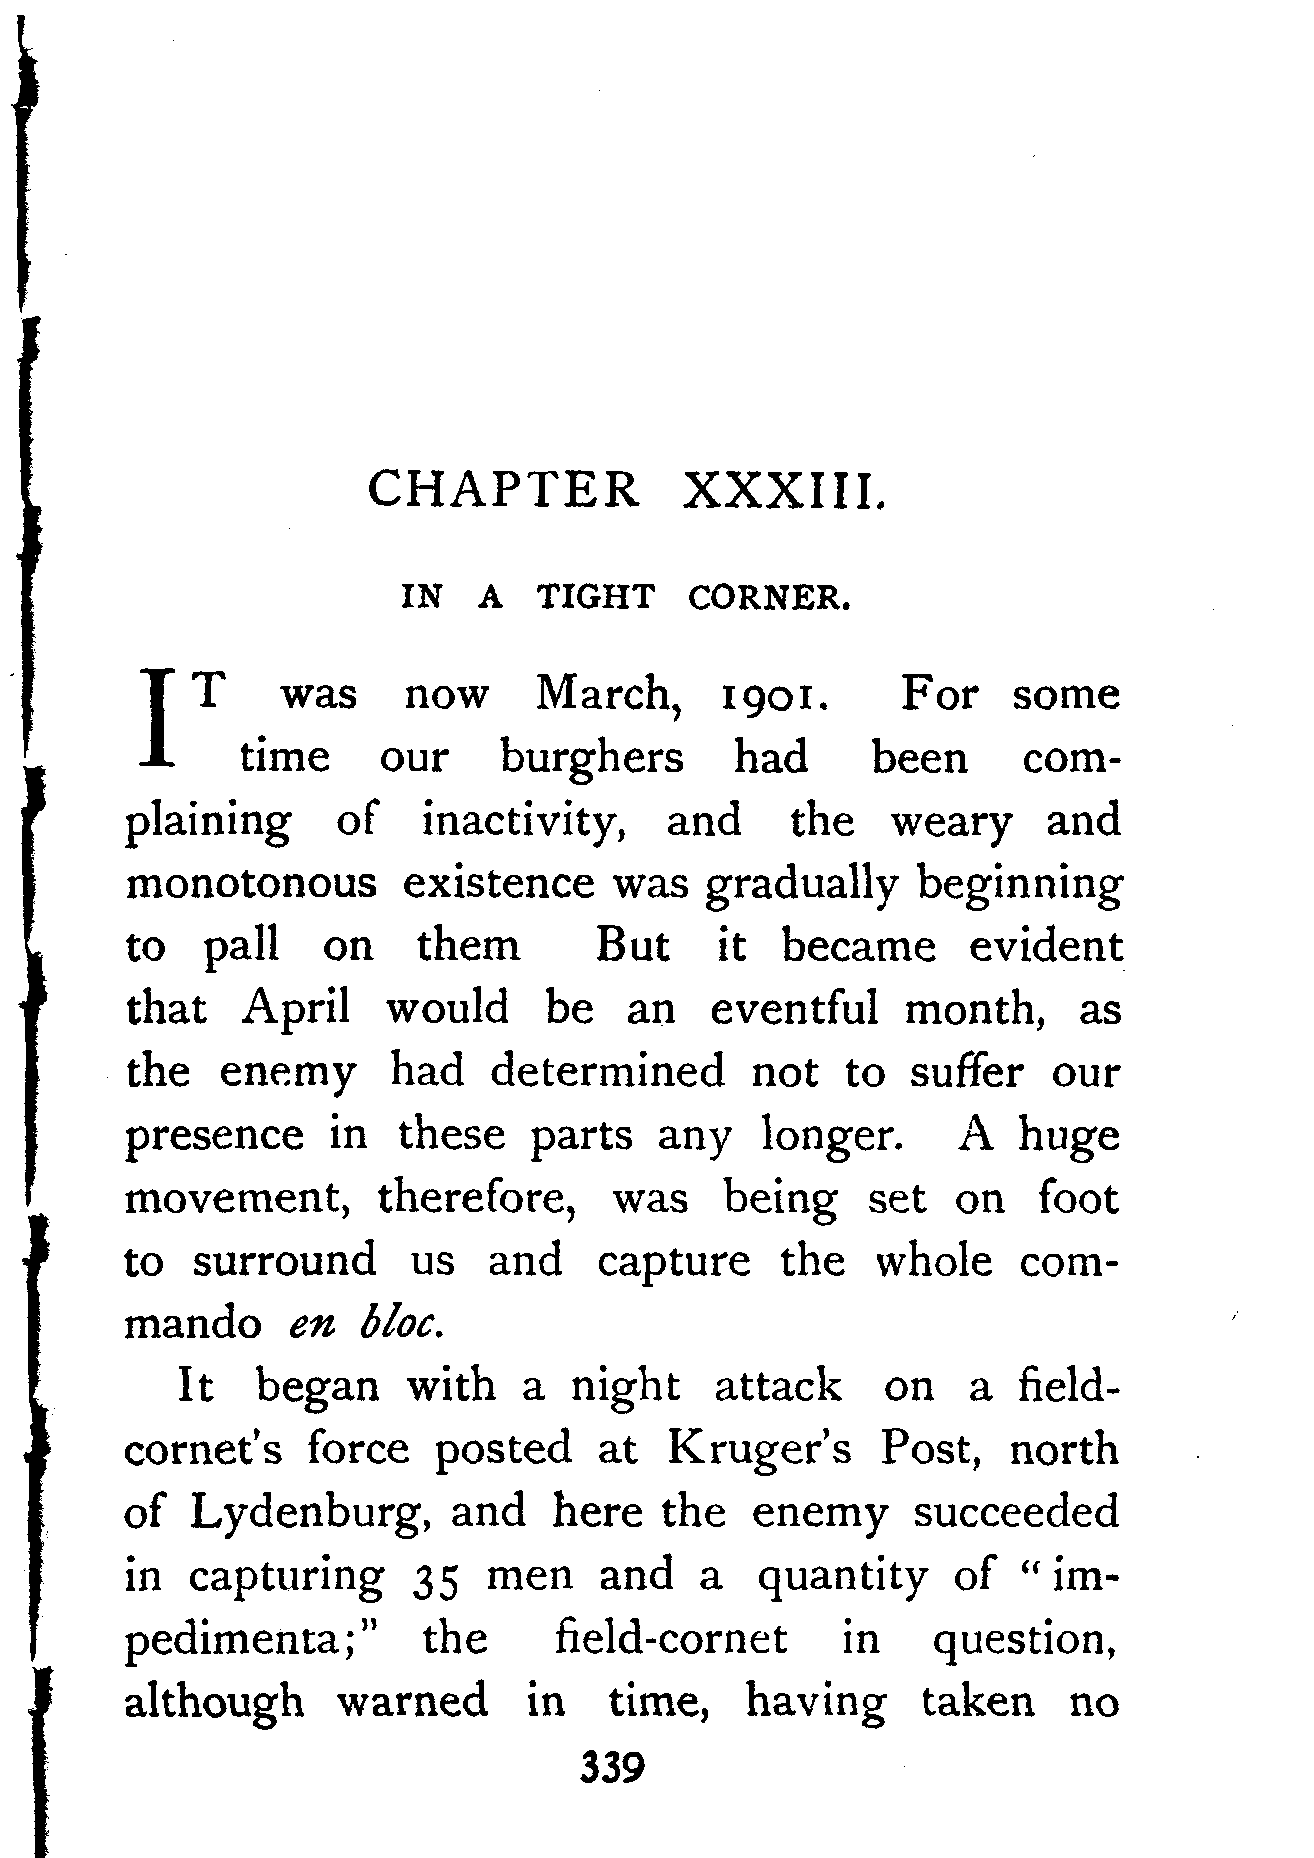 CHAPTER XXXIII.
IN A TIGHT CORNER.
IT was now March, 1901. For some
time our burghers had been com-
plaining of inactivity, and the weary and
monotonous existence was gradually beginning
to pall on them But it became evident
that April would be an eventful month, as
the enemy had determined not to suffer our
presence in these parts any longer. A huge
movement, therefore, was being set on foot
to surround us and capture the whole com-
mando en bloc.
It began with a night attack on a field-
cornet's force posted at Kruger's Post, north
of Lydenburg, and here the enemy succeeded
in capturing 35 men and a quantity of "im-
pedimenta;" the field-cornet in question,
although warned in time, having taken no
339